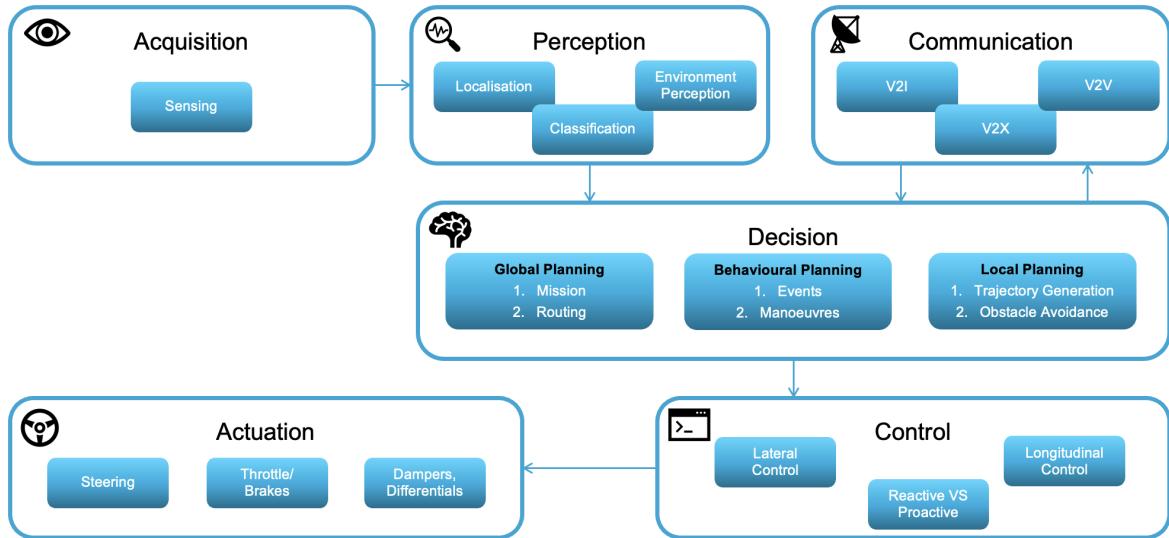 Acquisition
Sensing
Perception
Localisation
Environment
Perception
Classification
Communication
V2I
V2V
V2X
Decision
Global Planning
1. Mission
2. Routing
Behavioural Planning
1. Events
2. Manoeuvres
Local Planning
1. Trajectory Generation
2. Obstacle Avoidance
Actuation
Steering
Throttle/
Brakes
Dampers,
Differentials
Control
Lateral
Control
Longitudinal
Control
Reactive VS
Proactive